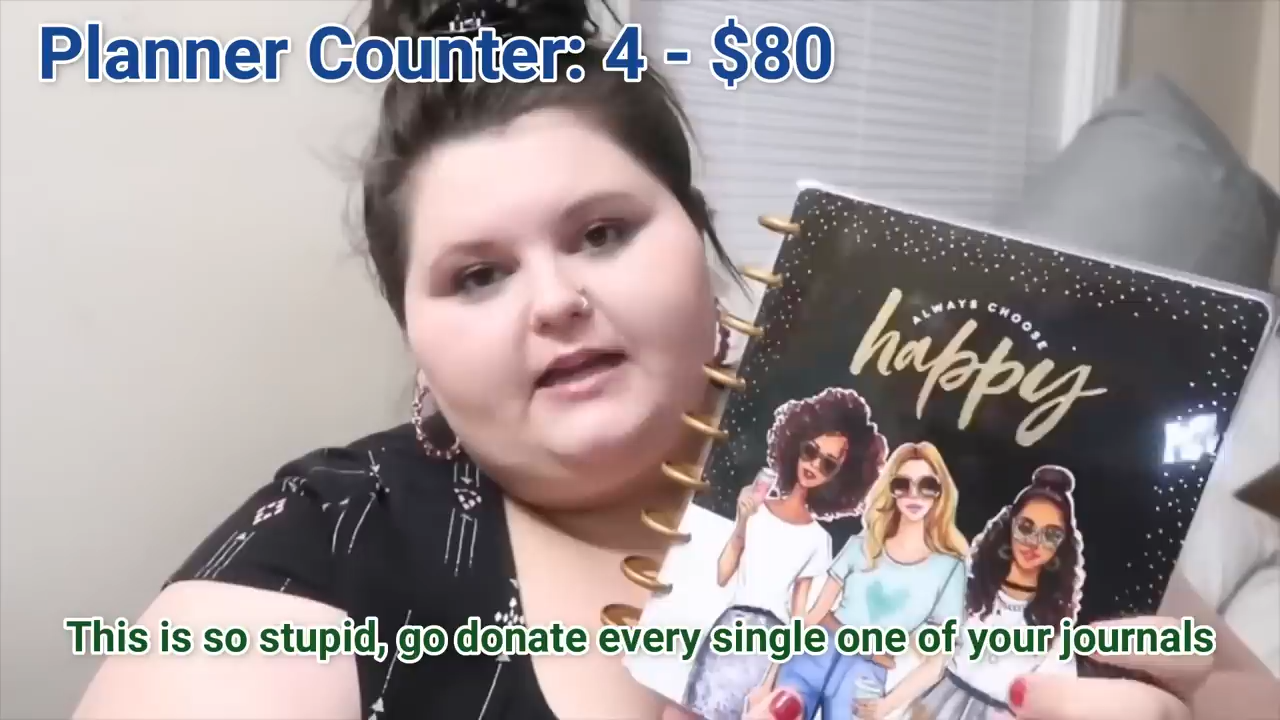 Planner Counter: 4 - $80
ALWAYS CHOOSE
happy
This is so stupid, go donate every single one of your journals